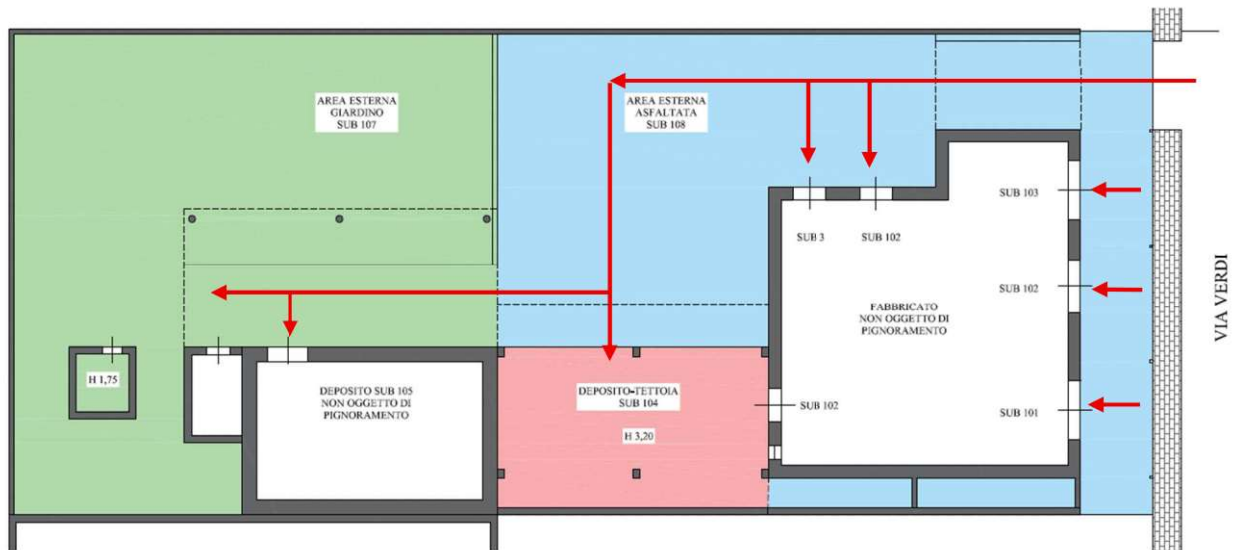 AREA ESTERNA
GIARDINO
SUB 107
AREA ESTERNA
ASFALTATA
SUB 108
SUB 103
SUB 3
SUB 102
SUB 102
FABBRICATO
NON OGGETTO DI
PIGNORAMENTO
VIA VERDI
H 1,75
DEPOSITO SUB 105
NON OGGETTO DI
PIGNORAMENTO
DEPOSITO-TETTOIA
SUB 104
H 3,20
SUB 102
SUB 101